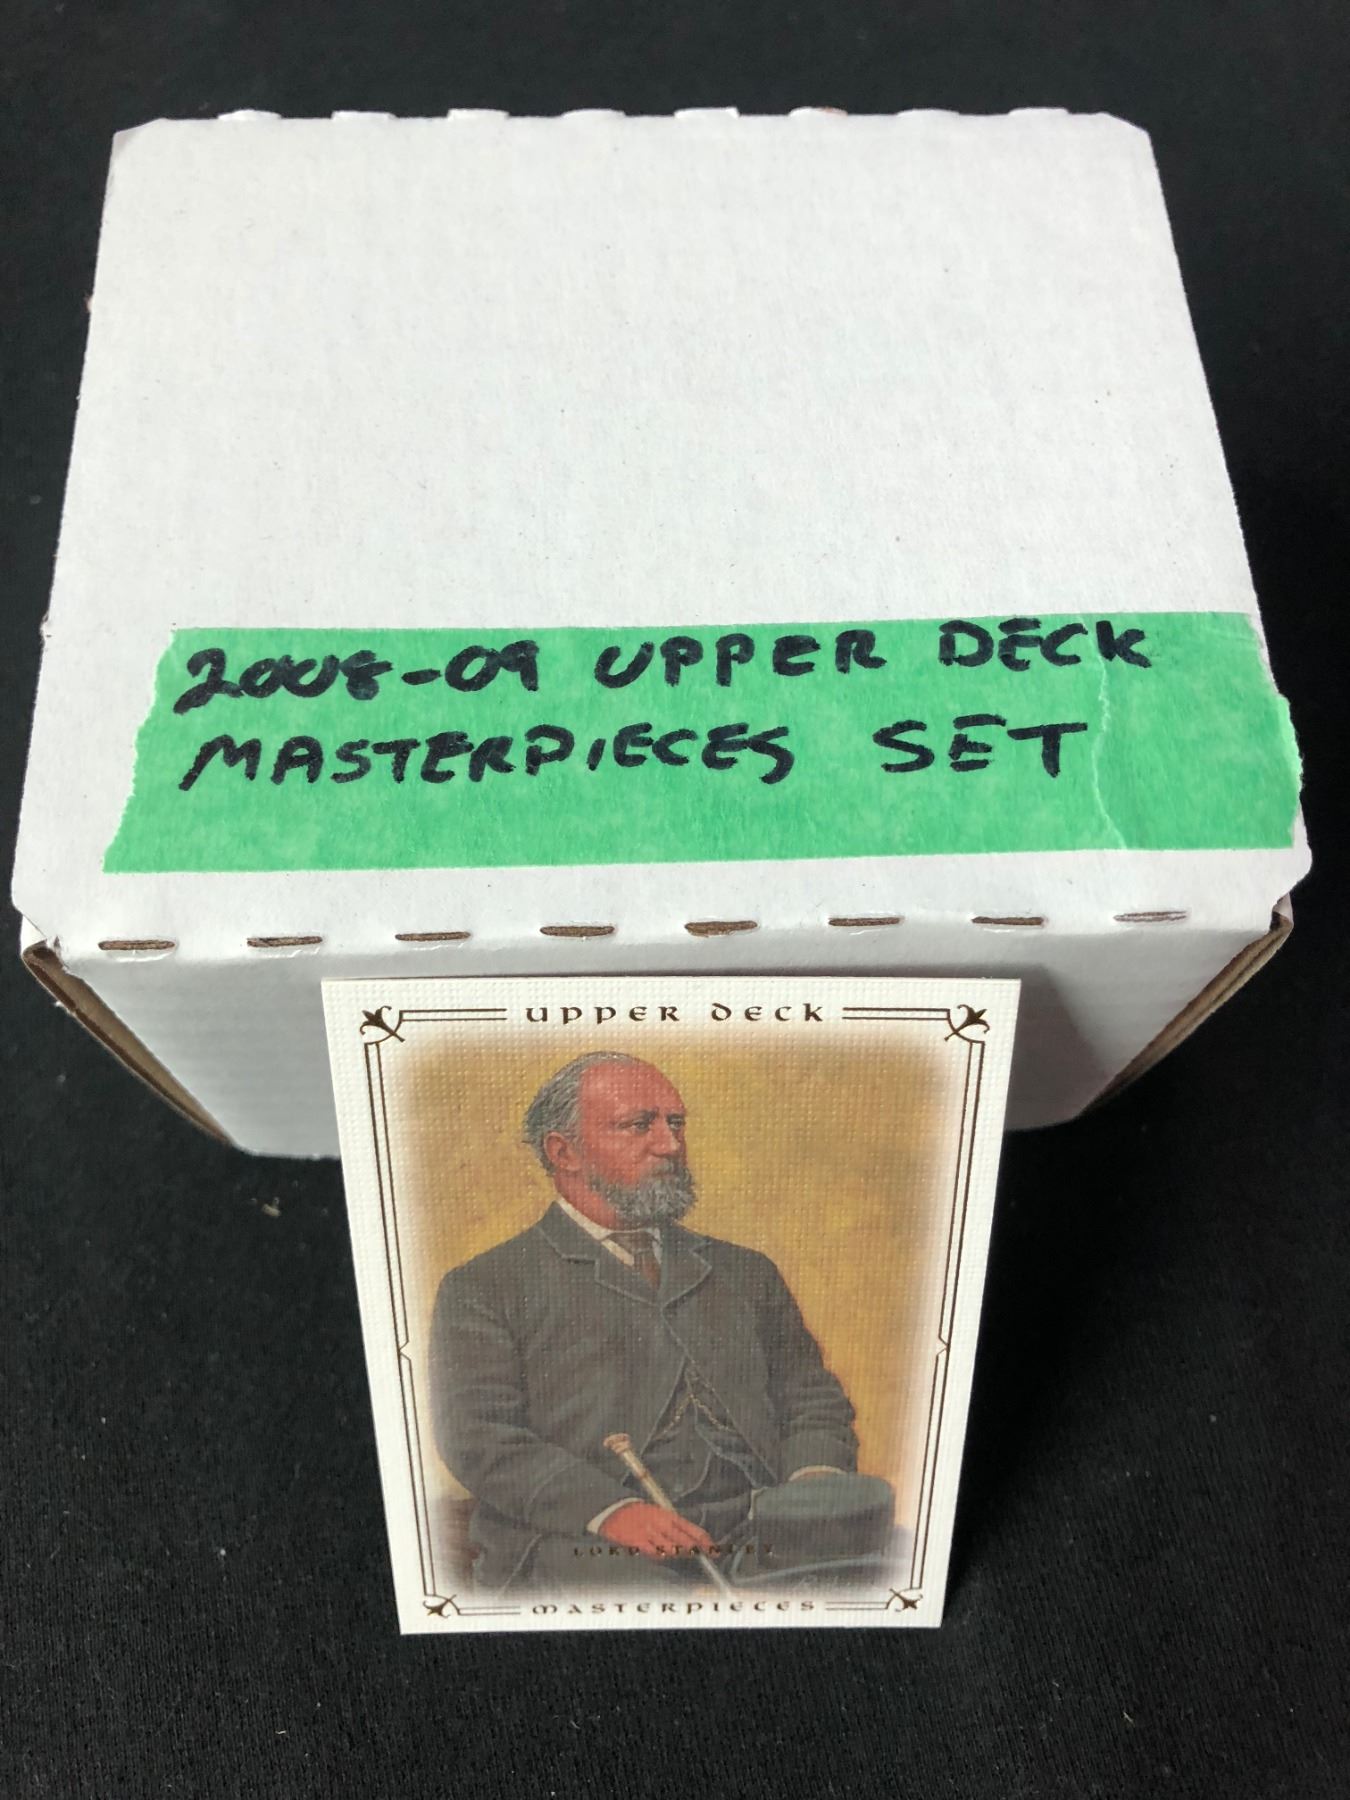 2008-09 UPPER DECK
MASTERPIECES SET
UPPER DECK
LORD STANLEY
MASTERPIECES